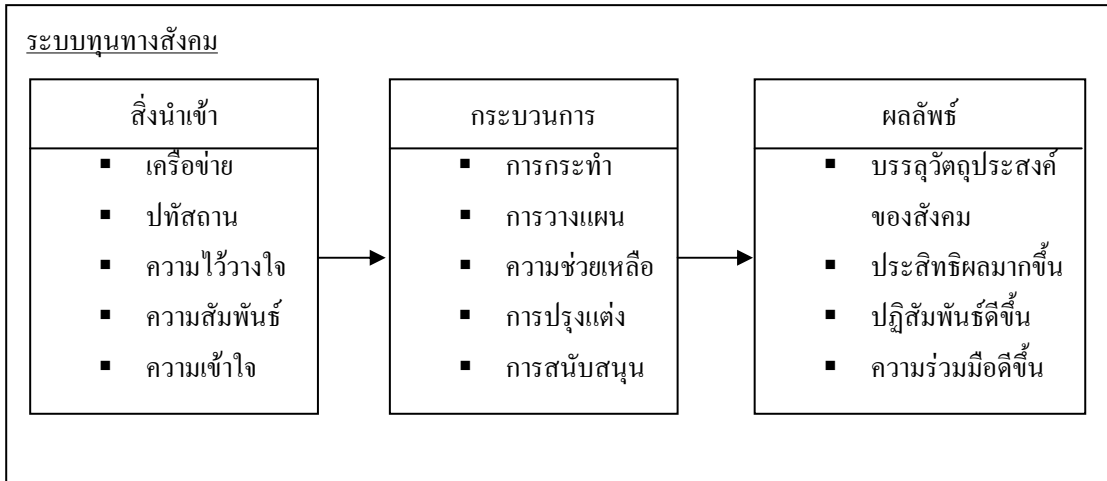 ระบบทุนทางสังคม
สิ่งนำเข้า
▪ เครือข่าย
▪ ปทัสถาน
▪ ความไว้วางใจ
▪ ความสัมพันธ์
▪ ความเข้าใจ
กระบวนการ
▪ การกระทำ
▪ การวางแผน
▪ ความช่วยเหลือ
▪ การปรุงแต่ง
▪ การสนับสนุน
ผลลัพธ์
▪ บรรลุวัตถุประสงค์
ของสังคม
▪ ประสิทธิผลมากขึ้น
▪ ปฏิสัมพันธ์ดีขึ้น
▪ ความร่วมมือดีขึ้น